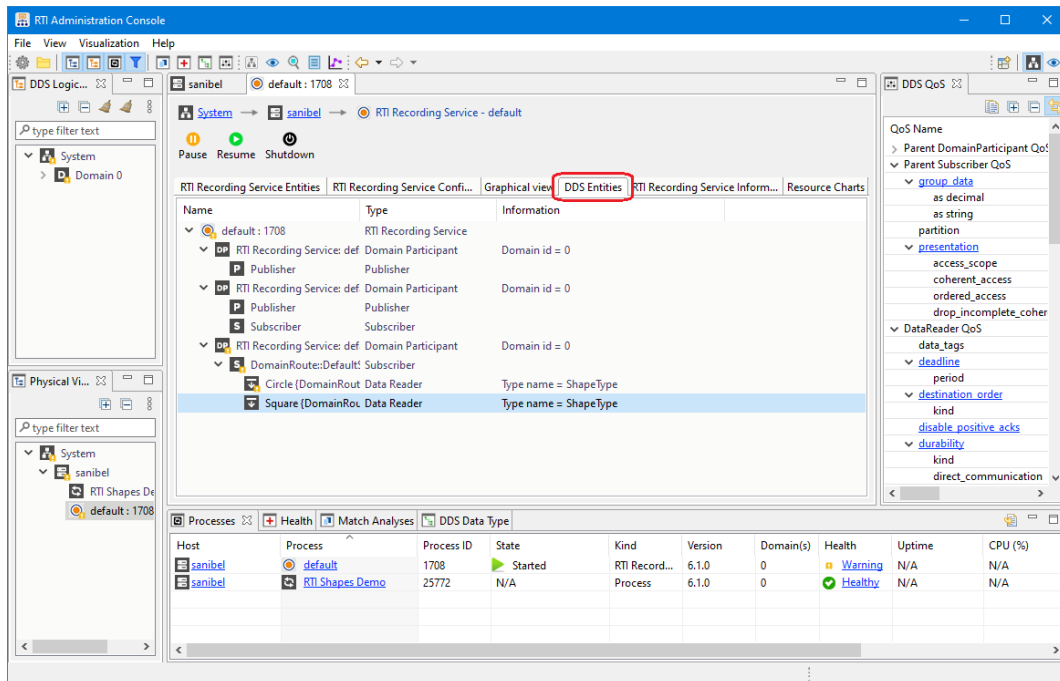 RTI Administration Console
File View Visualization Help
DDS Logic...
type filter text
System
Domain 0
Physical Vi...
type filter text
System
sanibel
RTI Shapes De
default : 1708
sanibel
default : 1708
System
sanibel
RTI Recording Service - default
Pause Resume Shutdown
RTI Recording Service Entities RTI Recording Service Confi... Graphical view DDS Entities RTI Recording Service Inform... Resource Charts
Name Type Information
default : 1708 RTI Recording Service
RTI Recording Service: def Domain Participant Domain id = 0
P Publisher Publisher
RTI Recording Service: def Domain Participant Domain id = 0
P Publisher Publisher
S Subscriber Subscriber
RTI Recording Service: def Domain Participant Domain id = 0
DomainRoute::DefaultS Subscriber
Circle {DomainRout Data Reader Type name = ShapeType
Square {DomainRou Data Reader Type name = ShapeType
DDS QoS
QoS Name
Parent DomainParticipant QoS
Parent Subscriber QoS
group_data
as decimal
as string
partition
presentation
access_scope
coherent_access
ordered_access
drop_incomplete_coher
DataReader QoS
data_tags
deadline
period
destination_order
kind
disable_positive_acks
durability
kind
direct_communication
Processes Health Match Analyses DDS Data Type
Host Process Process ID State Kind Version Domain(s) Health Uptime CPU (%)
sanibel default 1708 Started RTI Record... 6.1.0 0 Warning N/A N/A
sanibel RTI Shapes Demo 25772 N/A Process 6.1.0 0 Healthy N/A N/A